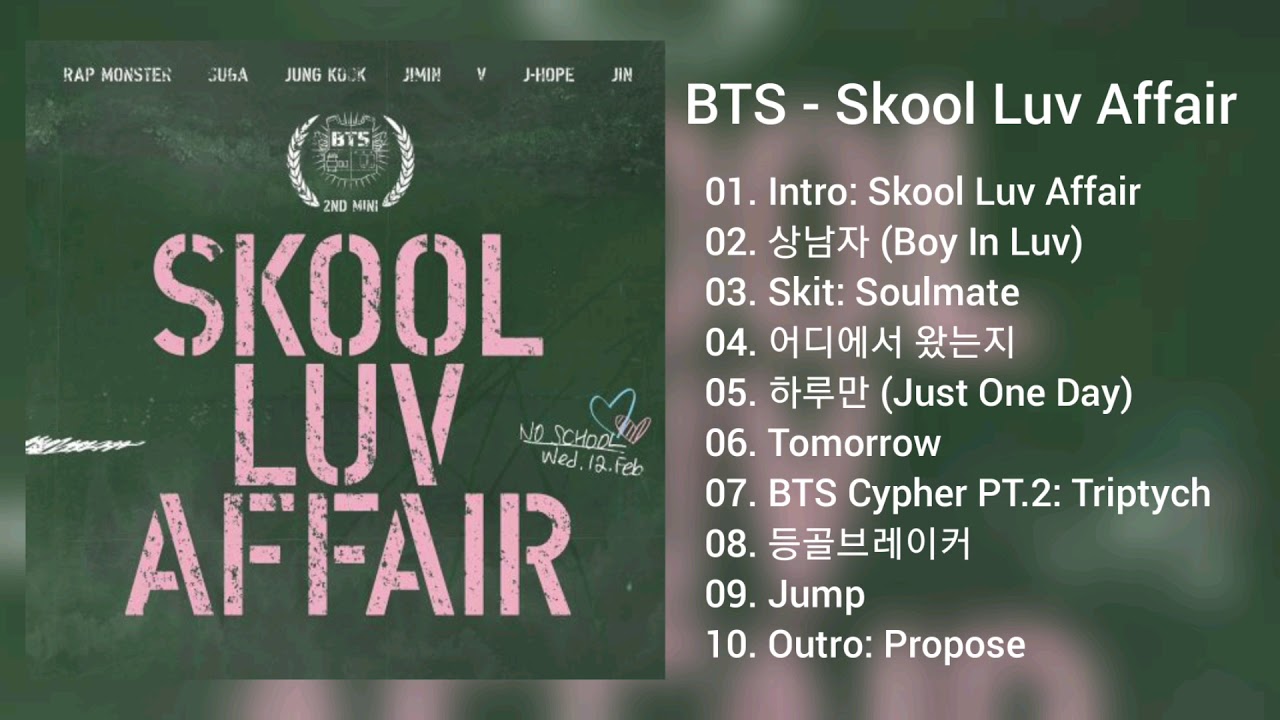 RAP MONSTER SUGA JUNG KOOK JIMIN V J-HOPE JIN
BTS
2ND MINI
SKOOL
LUV
AFFAIR
NO SCHOOL
Wed. 12. Feb
BTS - Skool Luv Affair
01. Intro: Skool Luv Affair
02. 상남자 (Boy In Luv)
03. Skit: Soulmate
04. 어디에서 왔는지
05. 하루만 (Just One Day)
06. Tomorrow
07. BTS Cypher PT.2: Triptych
08. 등골브레이커
09. Jump
10. Outro: Propose